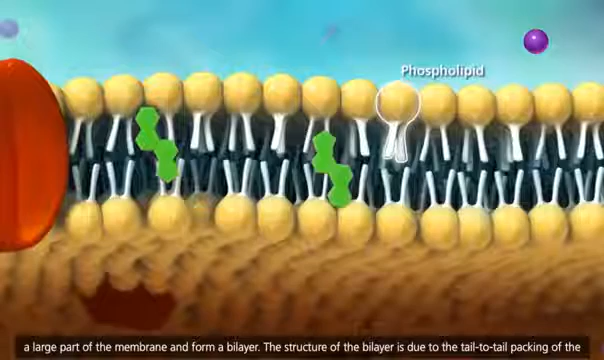 Phospholipid
a large part of the membrane and form a bilayer. The structure of the bilayer is due to the tail-to-tail packing of the